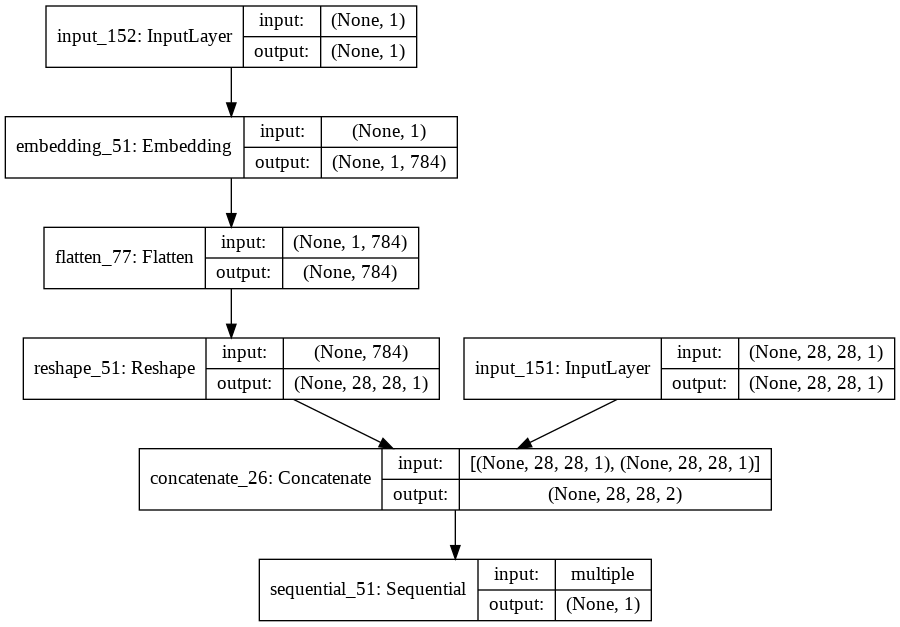 input_152: InputLayer
input: (None, 1)
output: (None, 1)
embedding_51: Embedding
input: (None, 1)
output: (None, 1, 784)
flatten_77: Flatten
input: (None, 1, 784)
output: (None, 784)
reshape_51: Reshape
input: (None, 784)
output: (None, 28, 28, 1)
input_151: InputLayer
input: (None, 28, 28, 1)
output: (None, 28, 28, 1)
concatenate_26: Concatenate
input: [(None, 28, 28, 1), (None, 28, 28, 1)]
output: (None, 28, 28, 2)
sequential_51: Sequential
input: multiple
output: (None, 1)